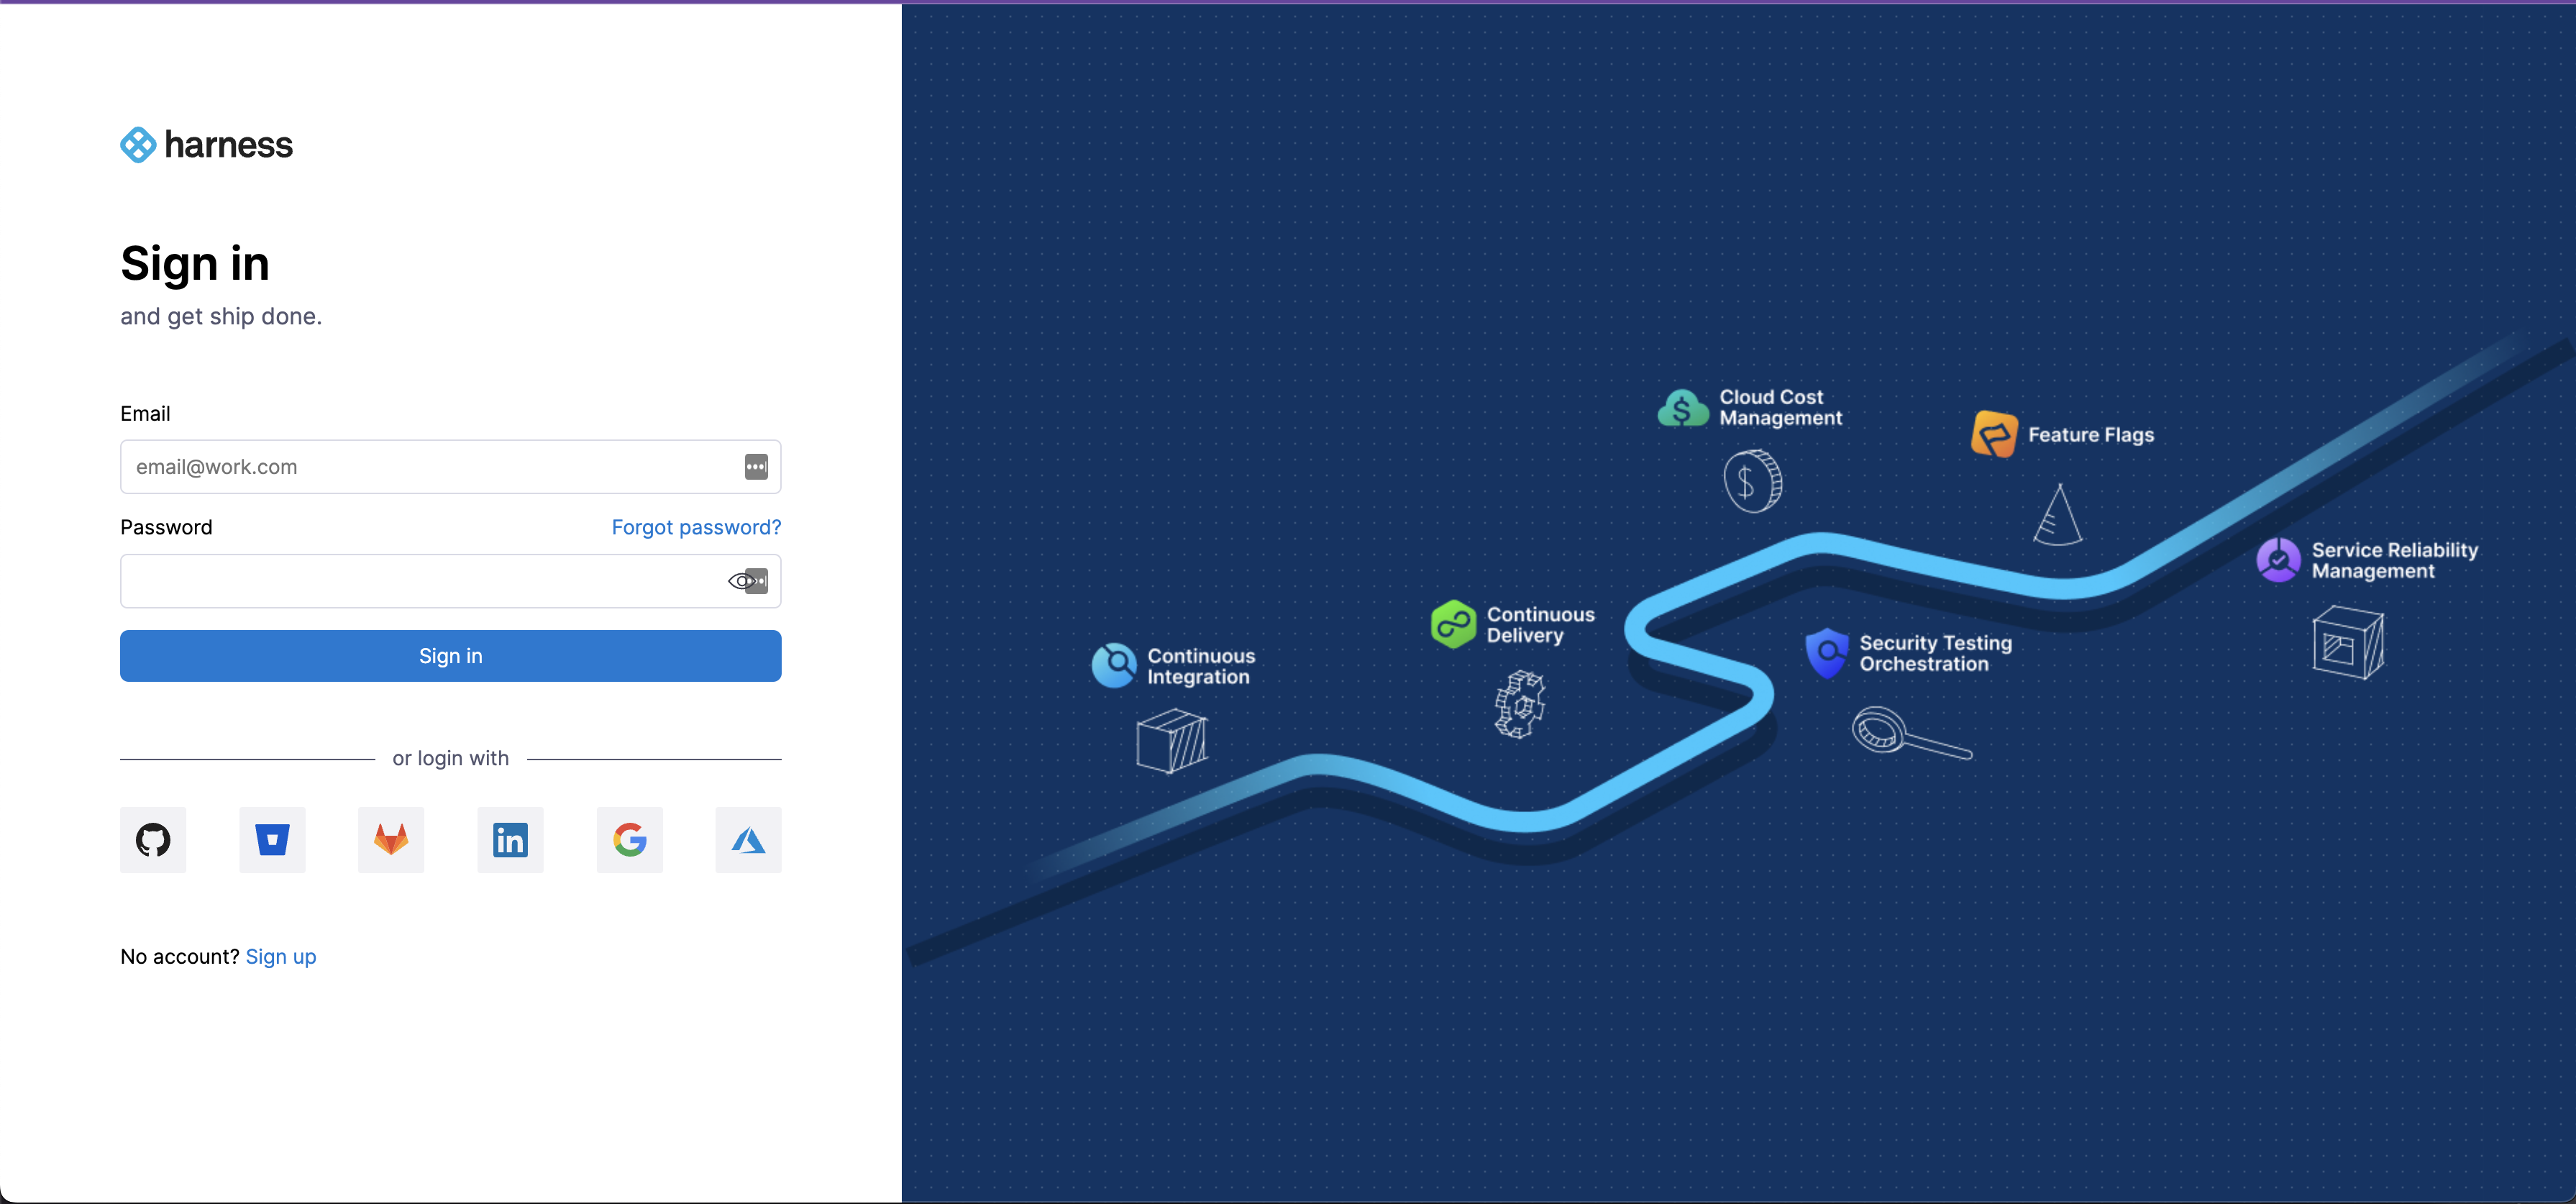 harness
Sign in
and get ship done.
Email
email@work.com
Password
Forgot password?
Sign in
or login with
in
No account? Sign up
Cloud Cost
Management
$
Feature Flags
Service Reliability
Management
Continuous
Delivery
Continuous
Integration
Security Testing
Orchestration